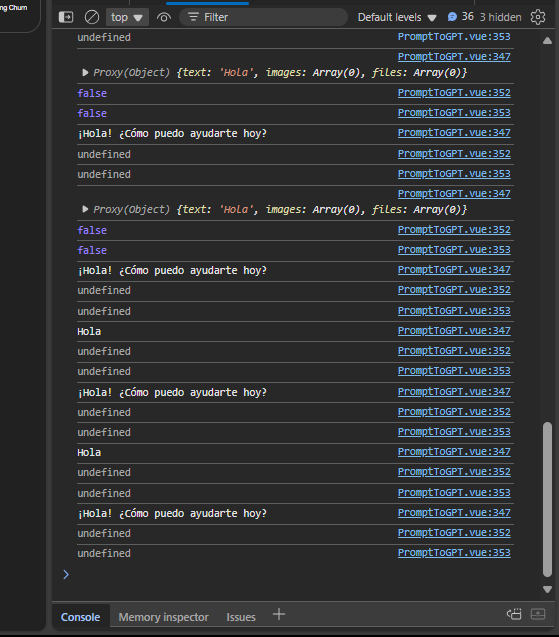 ng Chum
top
Filter
Default levels
36
3 hidden
undefined PromptToGPT.vue:353
PromptToGPT.vue:347
Proxy(Object) {text: 'Hola', images: Array(0), files: Array(0)}
false PromptToGPT.vue:352
false PromptToGPT.vue:353
¡Hola! ¿Cómo puedo ayudarte hoy? PromptToGPT.vue:347
undefined PromptToGPT.vue:352
undefined PromptToGPT.vue:353
PromptToGPT.vue:347
Proxy(Object) {text: 'Hola', images: Array(0), files: Array(0)}
false PromptToGPT.vue:352
false PromptToGPT.vue:353
¡Hola! ¿Cómo puedo ayudarte hoy? PromptToGPT.vue:347
undefined PromptToGPT.vue:352
undefined PromptToGPT.vue:353
Hola PromptToGPT.vue:347
undefined PromptToGPT.vue:352
undefined PromptToGPT.vue:353
¡Hola! ¿Cómo puedo ayudarte hoy? PromptToGPT.vue:347
undefined PromptToGPT.vue:352
undefined PromptToGPT.vue:353
Hola PromptToGPT.vue:347
undefined PromptToGPT.vue:352
undefined PromptToGPT.vue:353
¡Hola! ¿Cómo puedo ayudarte hoy? PromptToGPT.vue:347
undefined PromptToGPT.vue:352
undefined PromptToGPT.vue:353
Console
Memory inspector
Issues